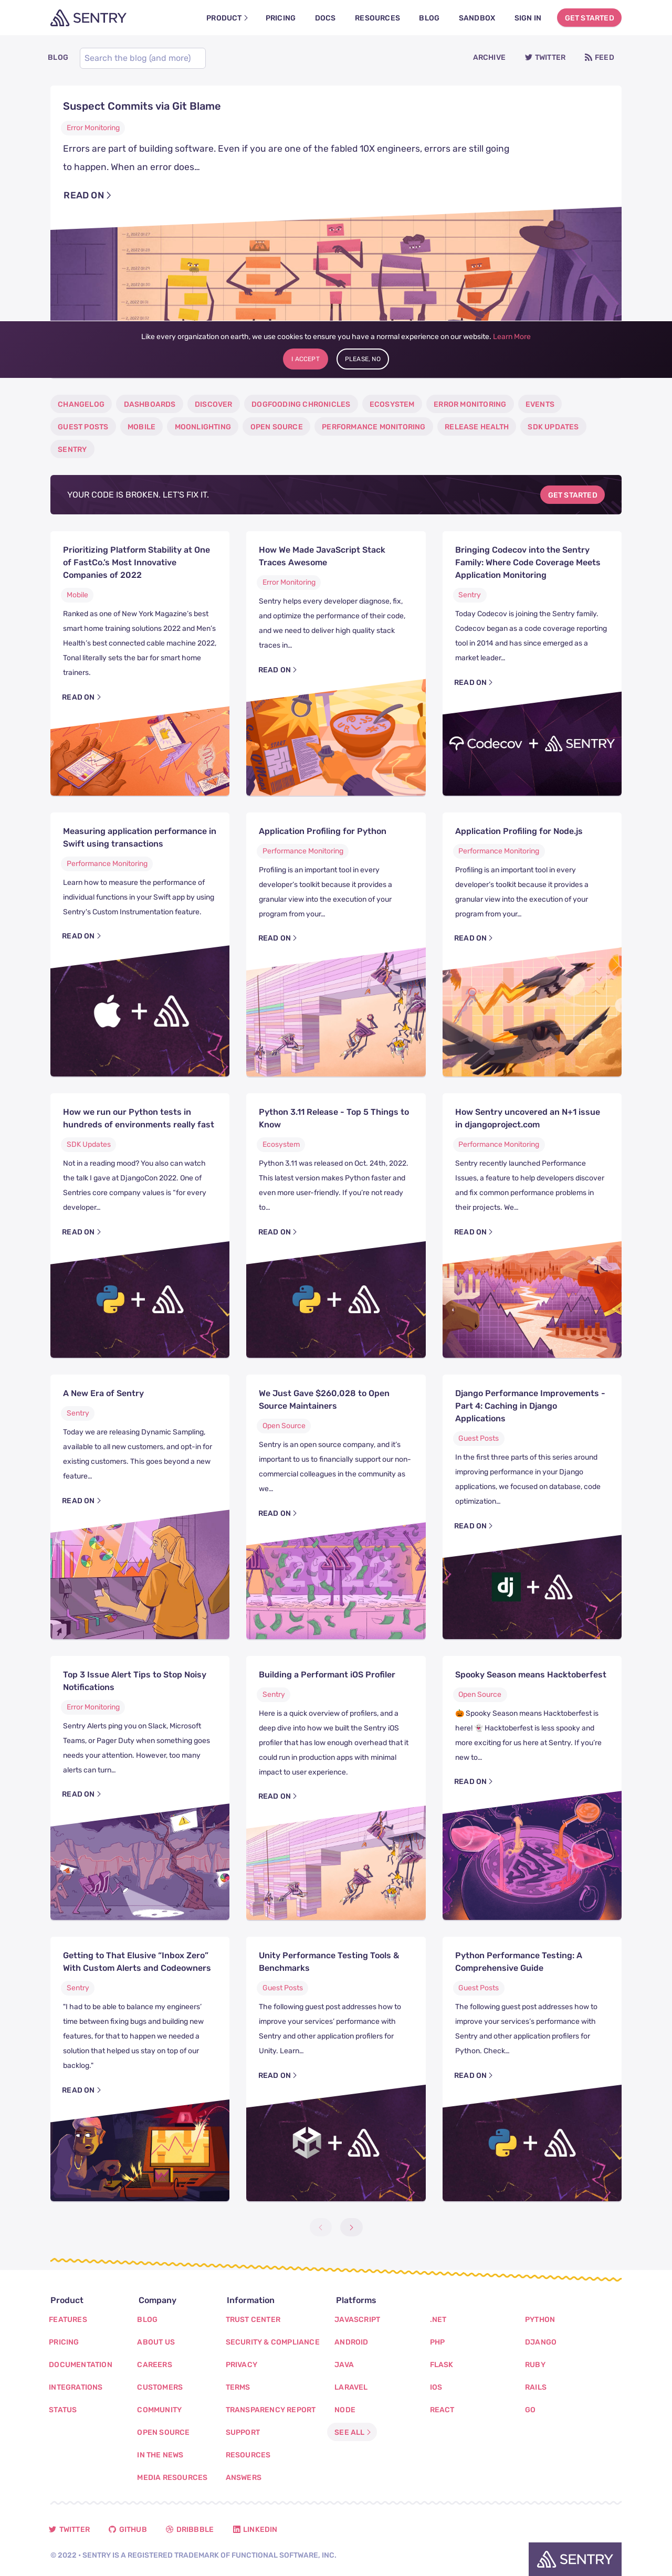 SENTRY
PRODUCT
PRICING
DOCS
RESOURCES
BLOG
SANDBOX
SIGN IN
GET STARTED
BLOG
Search the blog (and more)
ARCHIVE
TWITTER
FEED
Suspect Commits via Git Blame
Error Monitoring
Errors are part of building software. Even if you are one of the fabled 10X engineers, errors are still going
to happen. When an error does…
READ ON
Like every organization on earth, we use cookies to ensure you have a normal experience on our website. Learn More
I ACCEPT
PLEASE, NO
CHANGELOG
DASHBOARDS
DISCOVER
DOGFOODING CHRONICLES
ECOSYSTEM
ERROR MONITORING
EVENTS
GUEST POSTS
MOBILE
MOONLIGHTING
OPEN SOURCE
PERFORMANCE MONITORING
RELEASE HEALTH
SDK UPDATES
SENTRY
YOUR CODE IS BROKEN. LET'S FIX IT.
GET STARTED
Prioritizing Platform Stability at One
of FastCo.'s Most Innovative
Companies of 2022
Mobile
Ranked as one of New York Magazine's best
smart home training solutions 2022 and Men's
Health's best connected cable machine 2022,
Tonal literally sets the bar for smart home
trainers.
READ ON
How We Made JavaScript Stack
Traces Awesome
Error Monitoring
Sentry helps every developer diagnose, fix,
and optimize the performance of their code,
and we need to deliver high quality stack
traces in…
READ ON
Bringing Codecov into the Sentry
Family: Where Code Coverage Meets
Application Monitoring
Sentry
Today Codecov is joining the Sentry family.
Codecov began as a code coverage reporting
tool in 2014 and has since emerged as a
market leader…
READ ON
Codecov + SENTRY
Measuring application performance in
Swift using transactions
Performance Monitoring
Learn how to measure the performance of
individual functions in your Swift app by using
Sentry's Custom Instrumentation feature.
READ ON
Application Profiling for Python
Performance Monitoring
Profiling is an important tool in every
developer's toolkit because it provides a
granular view into the execution of your
program from your…
READ ON
Application Profiling for Node.js
Performance Monitoring
Profiling is an important tool in every
developer's toolkit because it provides a
granular view into the execution of your
program from your…
READ ON
How we run our Python tests in
hundreds of environments really fast
SDK Updates
Not in a reading mood? You also can watch
the talk I gave at DjangoCon 2022. One of
Sentries core company values is "for every
developer…
READ ON
Python 3.11 Release - Top 5 Things to
Know
Ecosystem
Python 3.11 was released on Oct. 24th, 2022.
This latest version makes Python faster and
even more user-friendly. If you're not ready
to…
READ ON
How Sentry uncovered an N+1 issue
in djangoproject.com
Performance Monitoring
Sentry recently launched Performance
Issues, a feature to help developers discover
and fix common performance problems in
their projects. We…
READ ON
A New Era of Sentry
Sentry
Today we are releasing Dynamic Sampling,
available to all new customers, and opt-in for
existing customers. This goes beyond a new
feature…
READ ON
We Just Gave $260,028 to Open
Source Maintainers
Open Source
Sentry is an open source company, and it's
important to us to financially support our non-
commercial colleagues in the community as
we…
READ ON
2022
Django Performance Improvements -
Part 4: Caching in Django
Applications
Guest Posts
In the first three parts of this series around
improving performance in your Django
applications, we focused on database, code
optimization…
READ ON
dj
Top 3 Issue Alert Tips to Stop Noisy
Notifications
Error Monitoring
Sentry Alerts ping you on Slack, Microsoft
Teams, or Pager Duty when something goes
needs your attention. However, too many
alerts can turn…
READ ON
Building a Performant iOS Profiler
Sentry
Here is a quick overview of profilers, and a
deep dive into how we built the Sentry iOS
profiler that has low enough overhead that it
could run in production apps with minimal
impact to user experience.
READ ON
Spooky Season means Hacktoberfest
Open Source
🎃 Spooky Season means Hacktoberfest is
here! 👻 Hacktoberfest is less spooky and
more exciting for us here at Sentry. If you're
new to…
READ ON
Getting to That Elusive "Inbox Zero"
With Custom Alerts and Codeowners
Sentry
"I had to be able to balance my engineers'
time between fixing bugs and building new
features, for that to happen we needed a
solution that helped us stay on top of our
backlog."
READ ON
Unity Performance Testing Tools &
Benchmarks
Guest Posts
The following guest post addresses how to
improve your services' performance with
Sentry and other application profilers for
Unity. Learn…
READ ON
Python Performance Testing: A
Comprehensive Guide
Guest Posts
The following guest post addresses how to
improve your services's performance with
Sentry and other application profilers for
Python. Check…
READ ON
Product
FEATURES
PRICING
DOCUMENTATION
INTEGRATIONS
STATUS
Company
BLOG
ABOUT US
CAREERS
CUSTOMERS
COMMUNITY
OPEN SOURCE
IN THE NEWS
MEDIA RESOURCES
Information
TRUST CENTER
SECURITY & COMPLIANCE
PRIVACY
TERMS
TRANSPARENCY REPORT
SUPPORT
RESOURCES
ANSWERS
Platforms
JAVASCRIPT
ANDROID
JAVA
LARAVEL
NODE
SEE ALL
.NET
PHP
FLASK
IOS
REACT
PYTHON
DJANGO
RUBY
RAILS
GO
TWITTER
GITHUB
DRIBBBLE
LINKEDIN
© 2022 • SENTRY IS A REGISTERED TRADEMARK OF FUNCTIONAL SOFTWARE, INC.
SENTRY